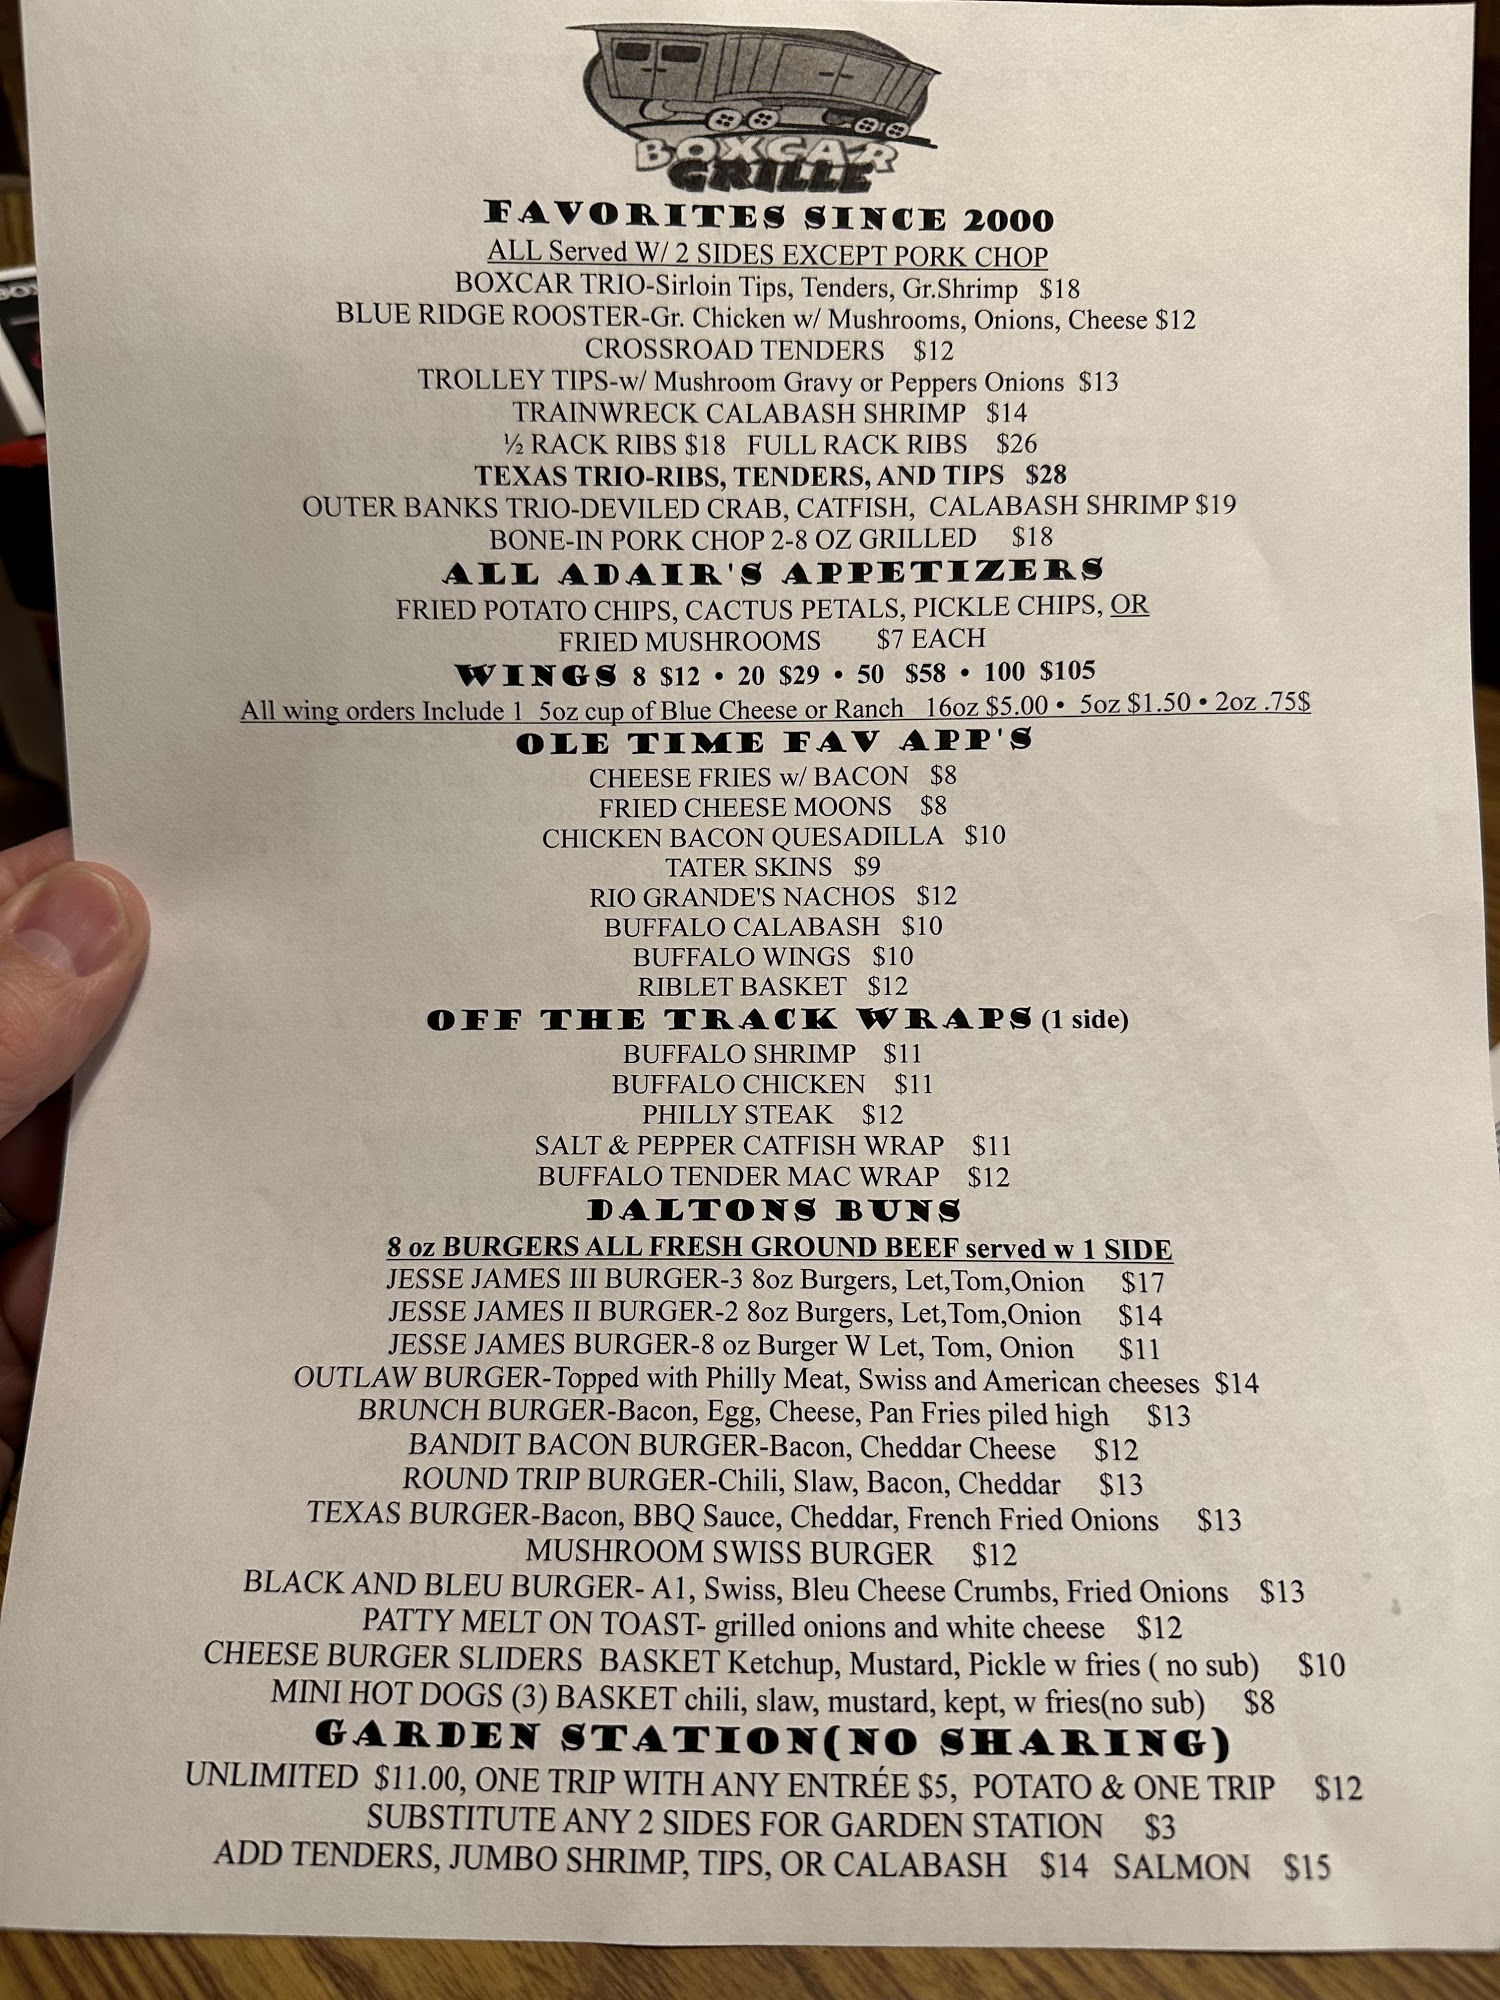 BOXCAR
GRILLE
FAVORITES SINCE 2000
ALL Served W/ 2 SIDES EXCEPT PORK CHOP
BOXCAR TRIO-Sirloin Tips, Tenders, Gr.Shrimp $18
BLUE RIDGE ROOSTER-Gr. Chicken w/ Mushrooms, Onions, Cheese $12
CROSSROAD TENDERS $12
TROLLEY TIPS-w/ Mushroom Gravy or Peppers Onions $13
TRAINWRECK CALABASH SHRIMP $14
½ RACK RIBS $18 FULL RACK RIBS $26
TEXAS TRIO-RIBS, TENDERS, AND TIPS $28
OUTER BANKS TRIO-DEVILED CRAB, CATFISH, CALABASH SHRIMP $19
BONE-IN PORK CHOP 2-8 OZ GRILLED $18
ALL ADAIR'S APPETIZERS
FRIED POTATO CHIPS, CACTUS PETALS, PICKLE CHIPS, OR
FRIED MUSHROOMS $7 EACH
WINGS 8 $12 • 20 $29 • 50 $58 • 100 $105
All wing orders Include 1 5oz cup of Blue Cheese or Ranch 16oz $5.00 • 5oz $1.50 • 2oz .75$
OLE TIME FAV APP'S
CHEESE FRIES w/ BACON $8
FRIED CHEESE MOONS $8
CHICKEN BACON QUESADILLA $10
TATER SKINS $9
RIO GRANDE'S NACHOS $12
BUFFALO CALABASH $10
BUFFALO WINGS $10
RIBLET BASKET $12
OFF THE TRACK WRAPS (1 side)
BUFFALO SHRIMP $11
BUFFALO CHICKEN $11
PHILLY STEAK $12
SALT & PEPPER CATFISH WRAP $11
BUFFALO TENDER MAC WRAP $12
DALTONS BUNS
8 oz BURGERS ALL FRESH GROUND BEEF served w 1 SIDE
JESSE JAMES III BURGER-3 8oz Burgers, Let,Tom,Onion $17
JESSE JAMES II BURGER-2 8oz Burgers, Let,Tom,Onion $14
JESSE JAMES BURGER-8 oz Burger W Let, Tom, Onion $11
OUTLAW BURGER-Topped with Philly Meat, Swiss and American cheeses $14
BRUNCH BURGER-Bacon, Egg, Cheese, Pan Fries piled high $13
BANDIT BACON BURGER-Bacon, Cheddar Cheese $12
ROUND TRIP BURGER-Chili, Slaw, Bacon, Cheddar $13
TEXAS BURGER-Bacon, BBQ Sauce, Cheddar, French Fried Onions $13
MUSHROOM SWISS BURGER $12
BLACK AND BLEU BURGER- A1, Swiss, Bleu Cheese Crumbs, Fried Onions $13
PATTY MELT ON TOAST- grilled onions and white cheese $12
CHEESE BURGER SLIDERS BASKET Ketchup, Mustard, Pickle w fries ( no sub) $10
MINI HOT DOGS (3) BASKET chili, slaw, mustard, kept, w fries(no sub) $8
GARDEN STATION(NO SHARING)
UNLIMITED $11.00, ONE TRIP WITH ANY ENTRÉE $5, POTATO & ONE TRIP $12
SUBSTITUTE ANY 2 SIDES FOR GARDEN STATION $3
ADD TENDERS, JUMBO SHRIMP, TIPS, OR CALABASH $14 SALMON $15